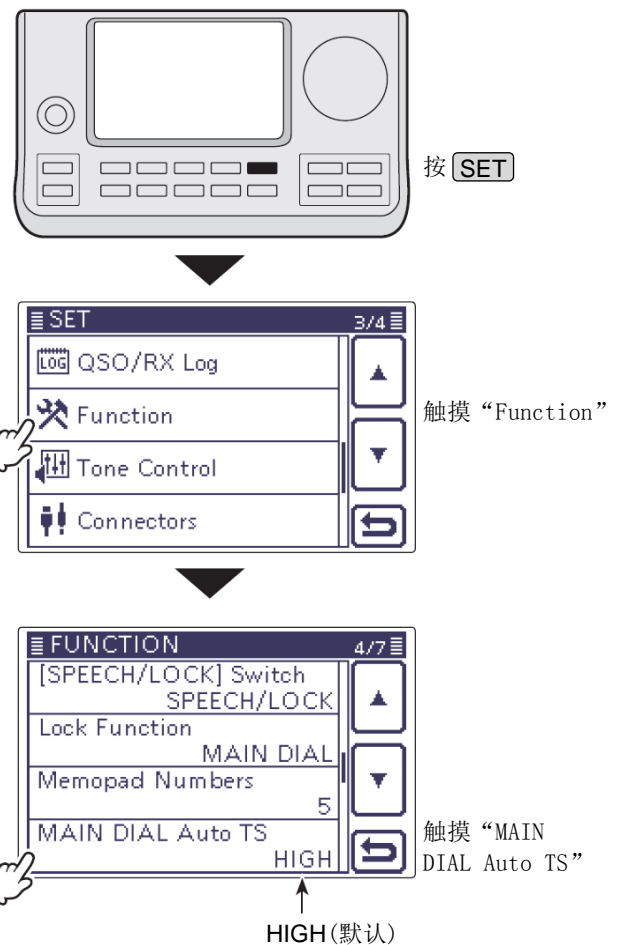 按 SET
SET 3/4
LOG QSO/RX Log
Function
触摸“Function”
Tone Control
Connectors
FUNCTION 4/7
[SPEECH/LOCK] Switch
SPEECH/LOCK
Lock Function
MAIN DIAL
Memopad Numbers
5
MAIN DIAL Auto TS
HIGH
触摸“MAIN
DIAL Auto TS”
HIGH(默认)